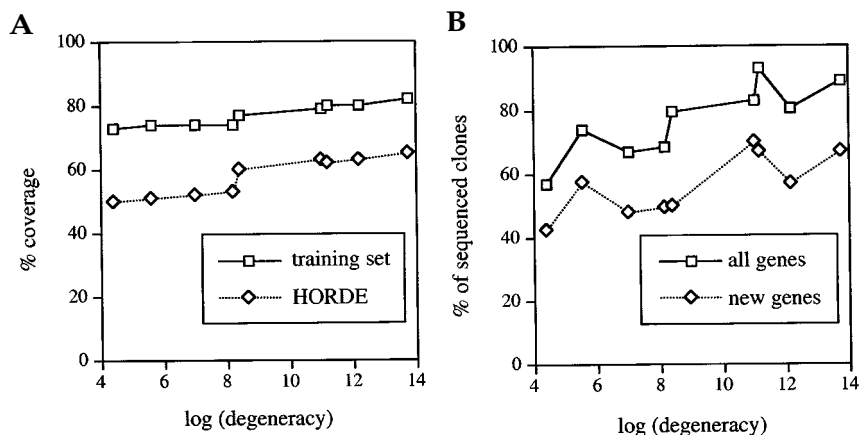 A
100
80
60
40
20
0
% coverage
training set
HORDE
4 6 8 10 12 14
log (degeneracy)
B
100
80
60
40
20
0
% of sequenced clones
all genes
new genes
4 6 8 10 12 14
log (degeneracy)